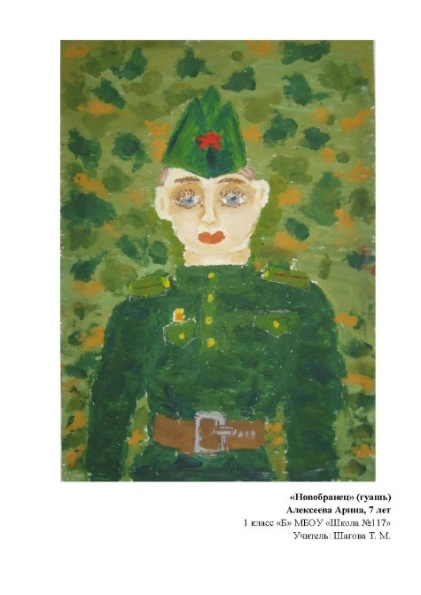 «Новобранец» (гуашь)
Алексеева Арина, 7 лет
1 класс «Б» МБОУ «Школа №117»
Учитель: Шагова Т. М.